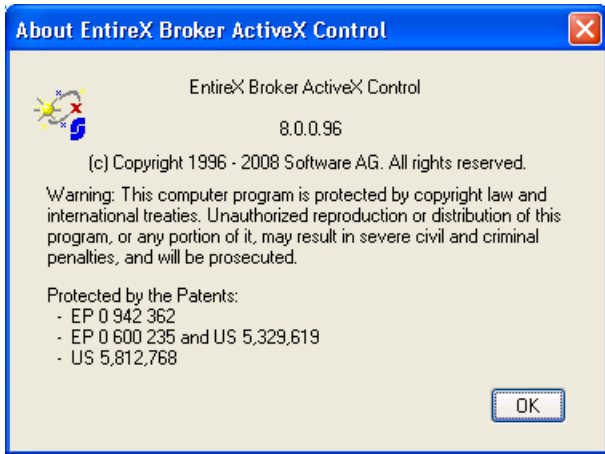 About EntireX Broker ActiveX Control
EntireX Broker ActiveX Control
8.0.0.96
(c) Copyright 1996 - 2008 Software AG. All rights reserved.
Warning: This computer program is protected by copyright law and
international treaties. Unauthorized reproduction or distribution of this
program, or any portion of it, may result in severe civil and criminal
penalties, and will be prosecuted.
Protected by the Patents:
- EP 0 942 362
- EP 0 600 235 and US 5,329,619
- US 5,812,768
OK